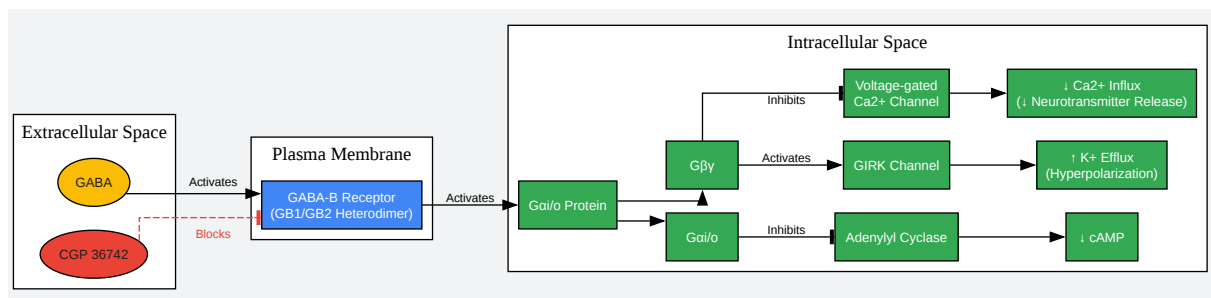 Extracellular Space
GABA
CGP 36742
Activates
Blocks
Plasma Membrane
GABA-B Receptor
(GB1/GB2 Heterodimer)
Activates
Intracellular Space
Gαi/o Protein
Gβγ
Gαi/o
Inhibits
Activates
Inhibits
Voltage-gated
Ca2+ Channel
GIRK Channel
Adenylyl Cyclase
↓ Ca2+ Influx
(↓ Neurotransmitter Release)
↑ K+ Efflux
(Hyperpolarization)
↓ cAMP